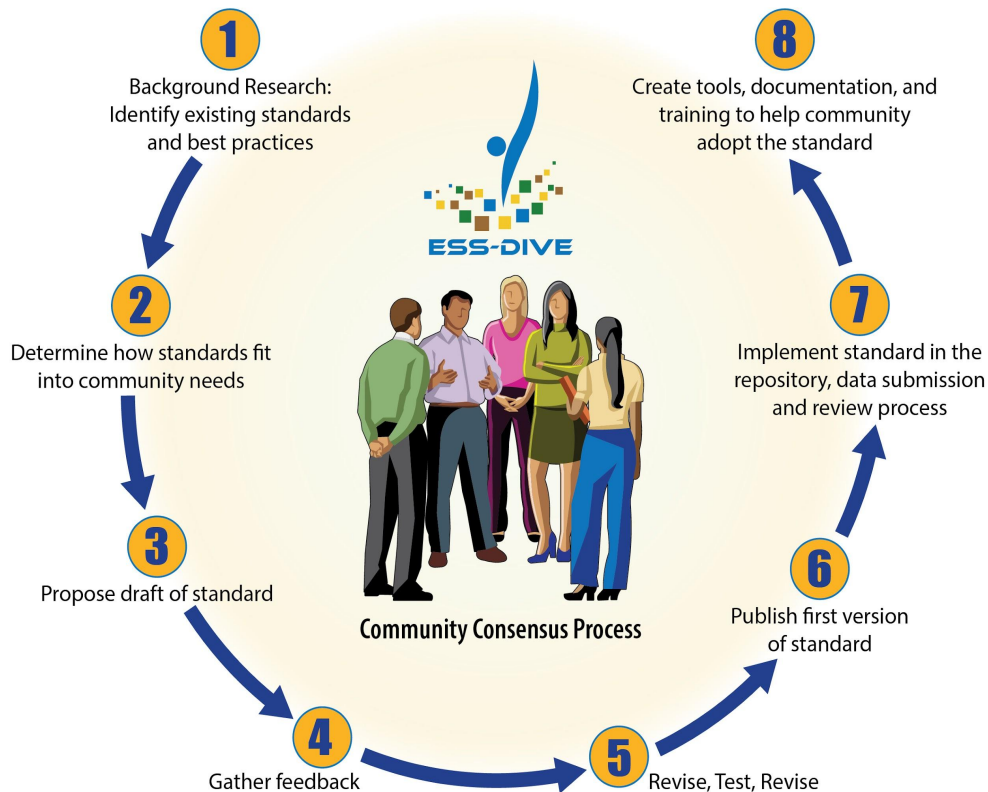 1
Background Research:
Identify existing standards
and best practices
2
Determine how standards fit
into community needs
3
Propose draft of standard
4
Gather feedback
5
Revise, Test, Revise
6
Publish first version
of standard
7
Implement standard in the
repository, data submission
and review process
8
Create tools, documentation, and
training to help community
adopt the standard
ESS-DIVE
Community Consensus Process